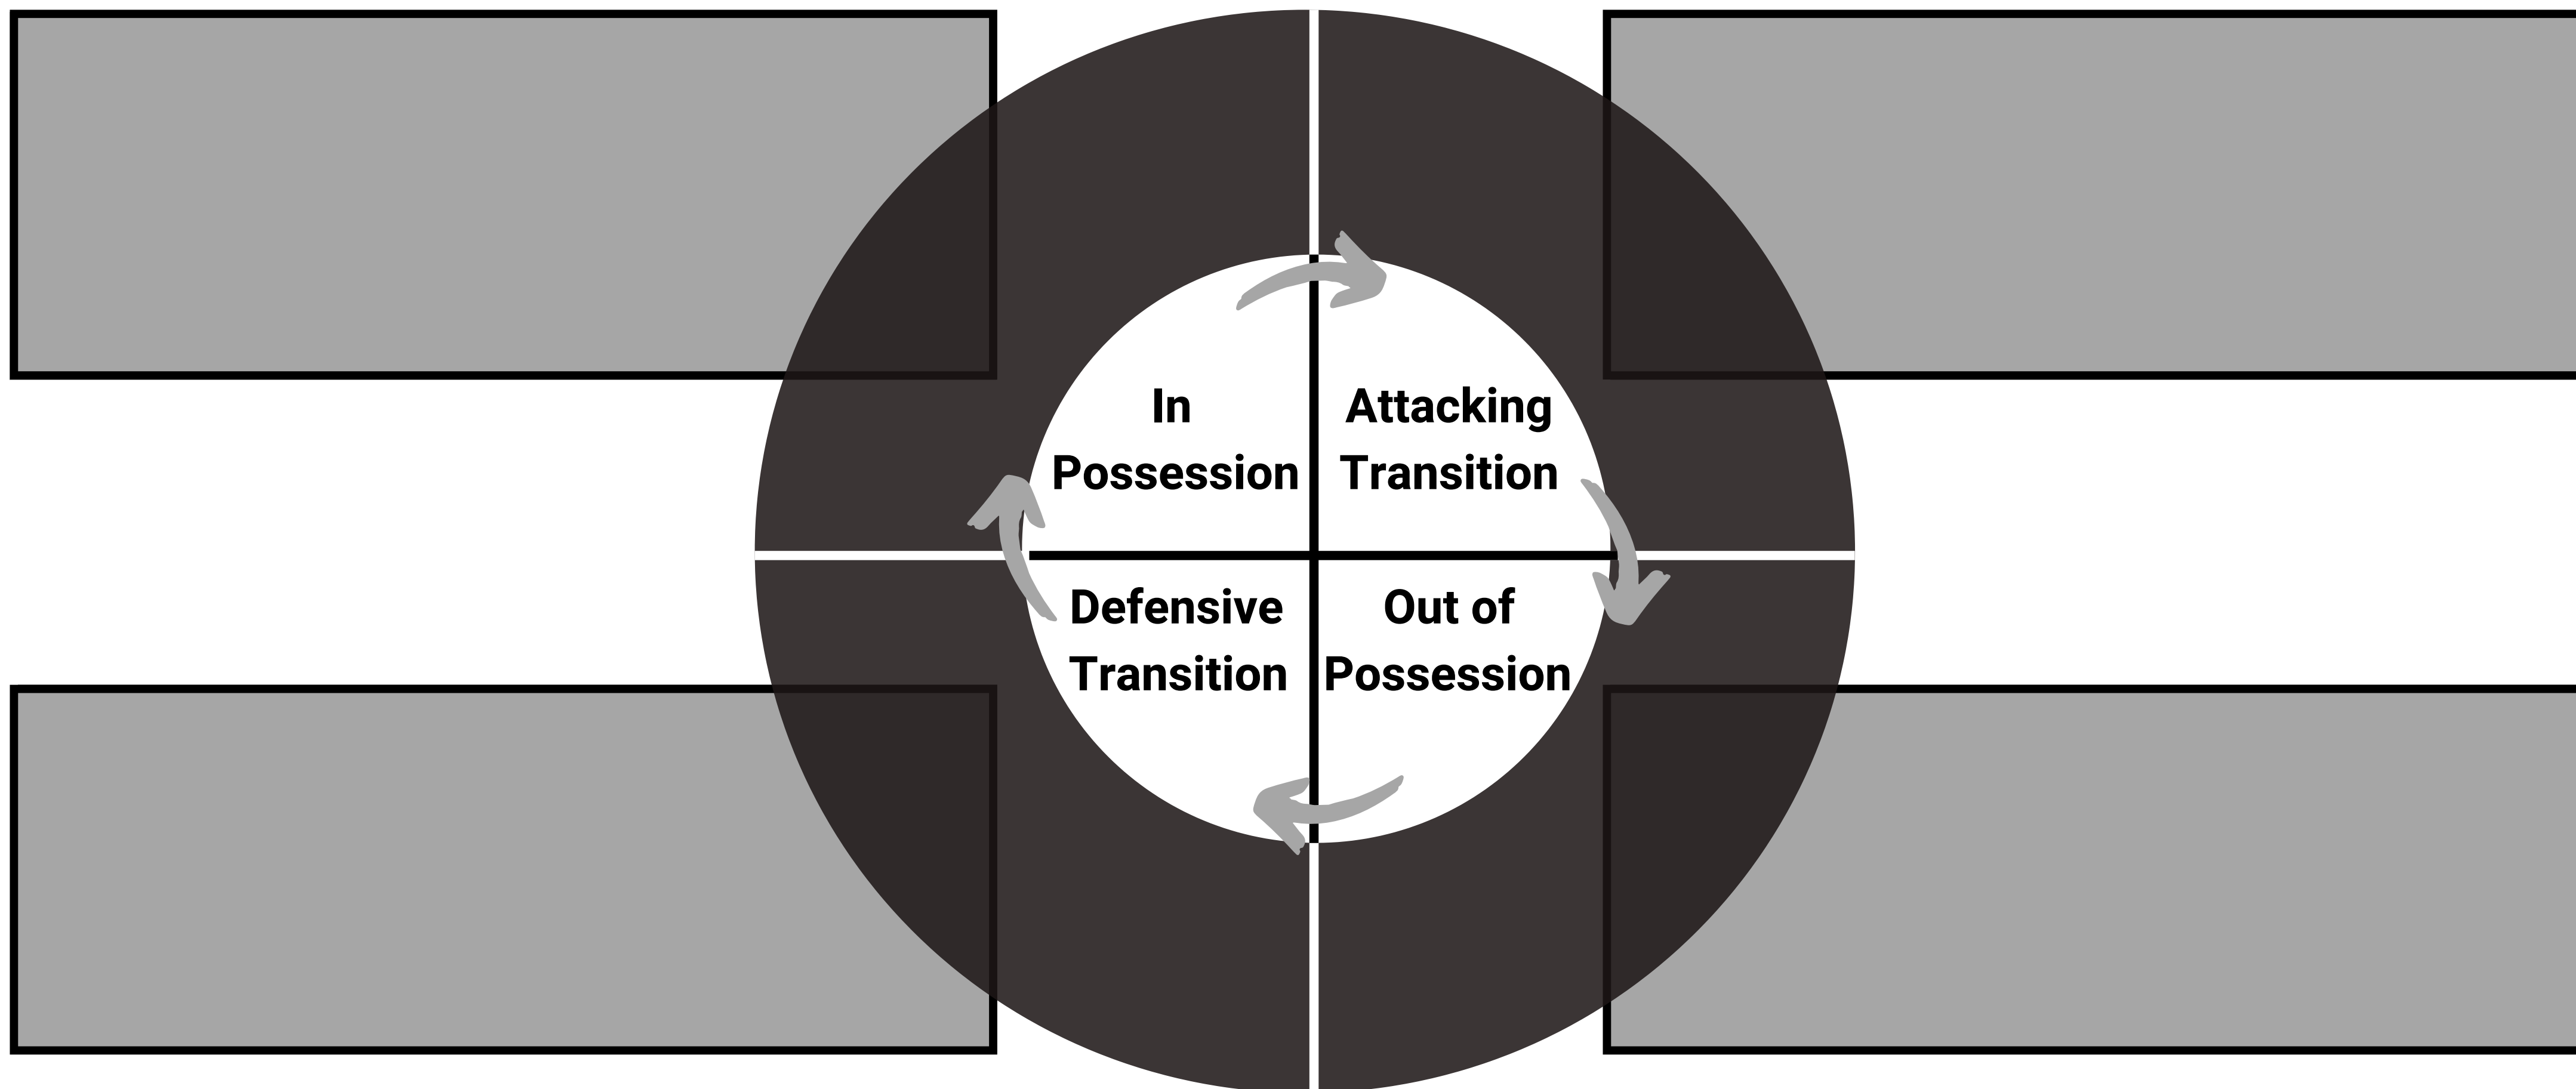 In
Possession
Attacking
Transition
Defensive
Transition
Out of
Possession